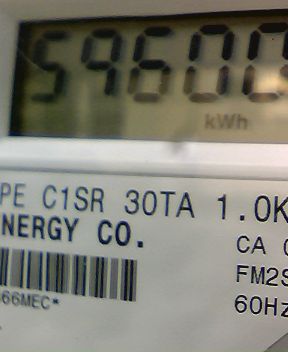 59600
kWh
PE C1SR 30TA 1.0K
NERGY CO.
CA
FM2S
66MEC*
60Hz